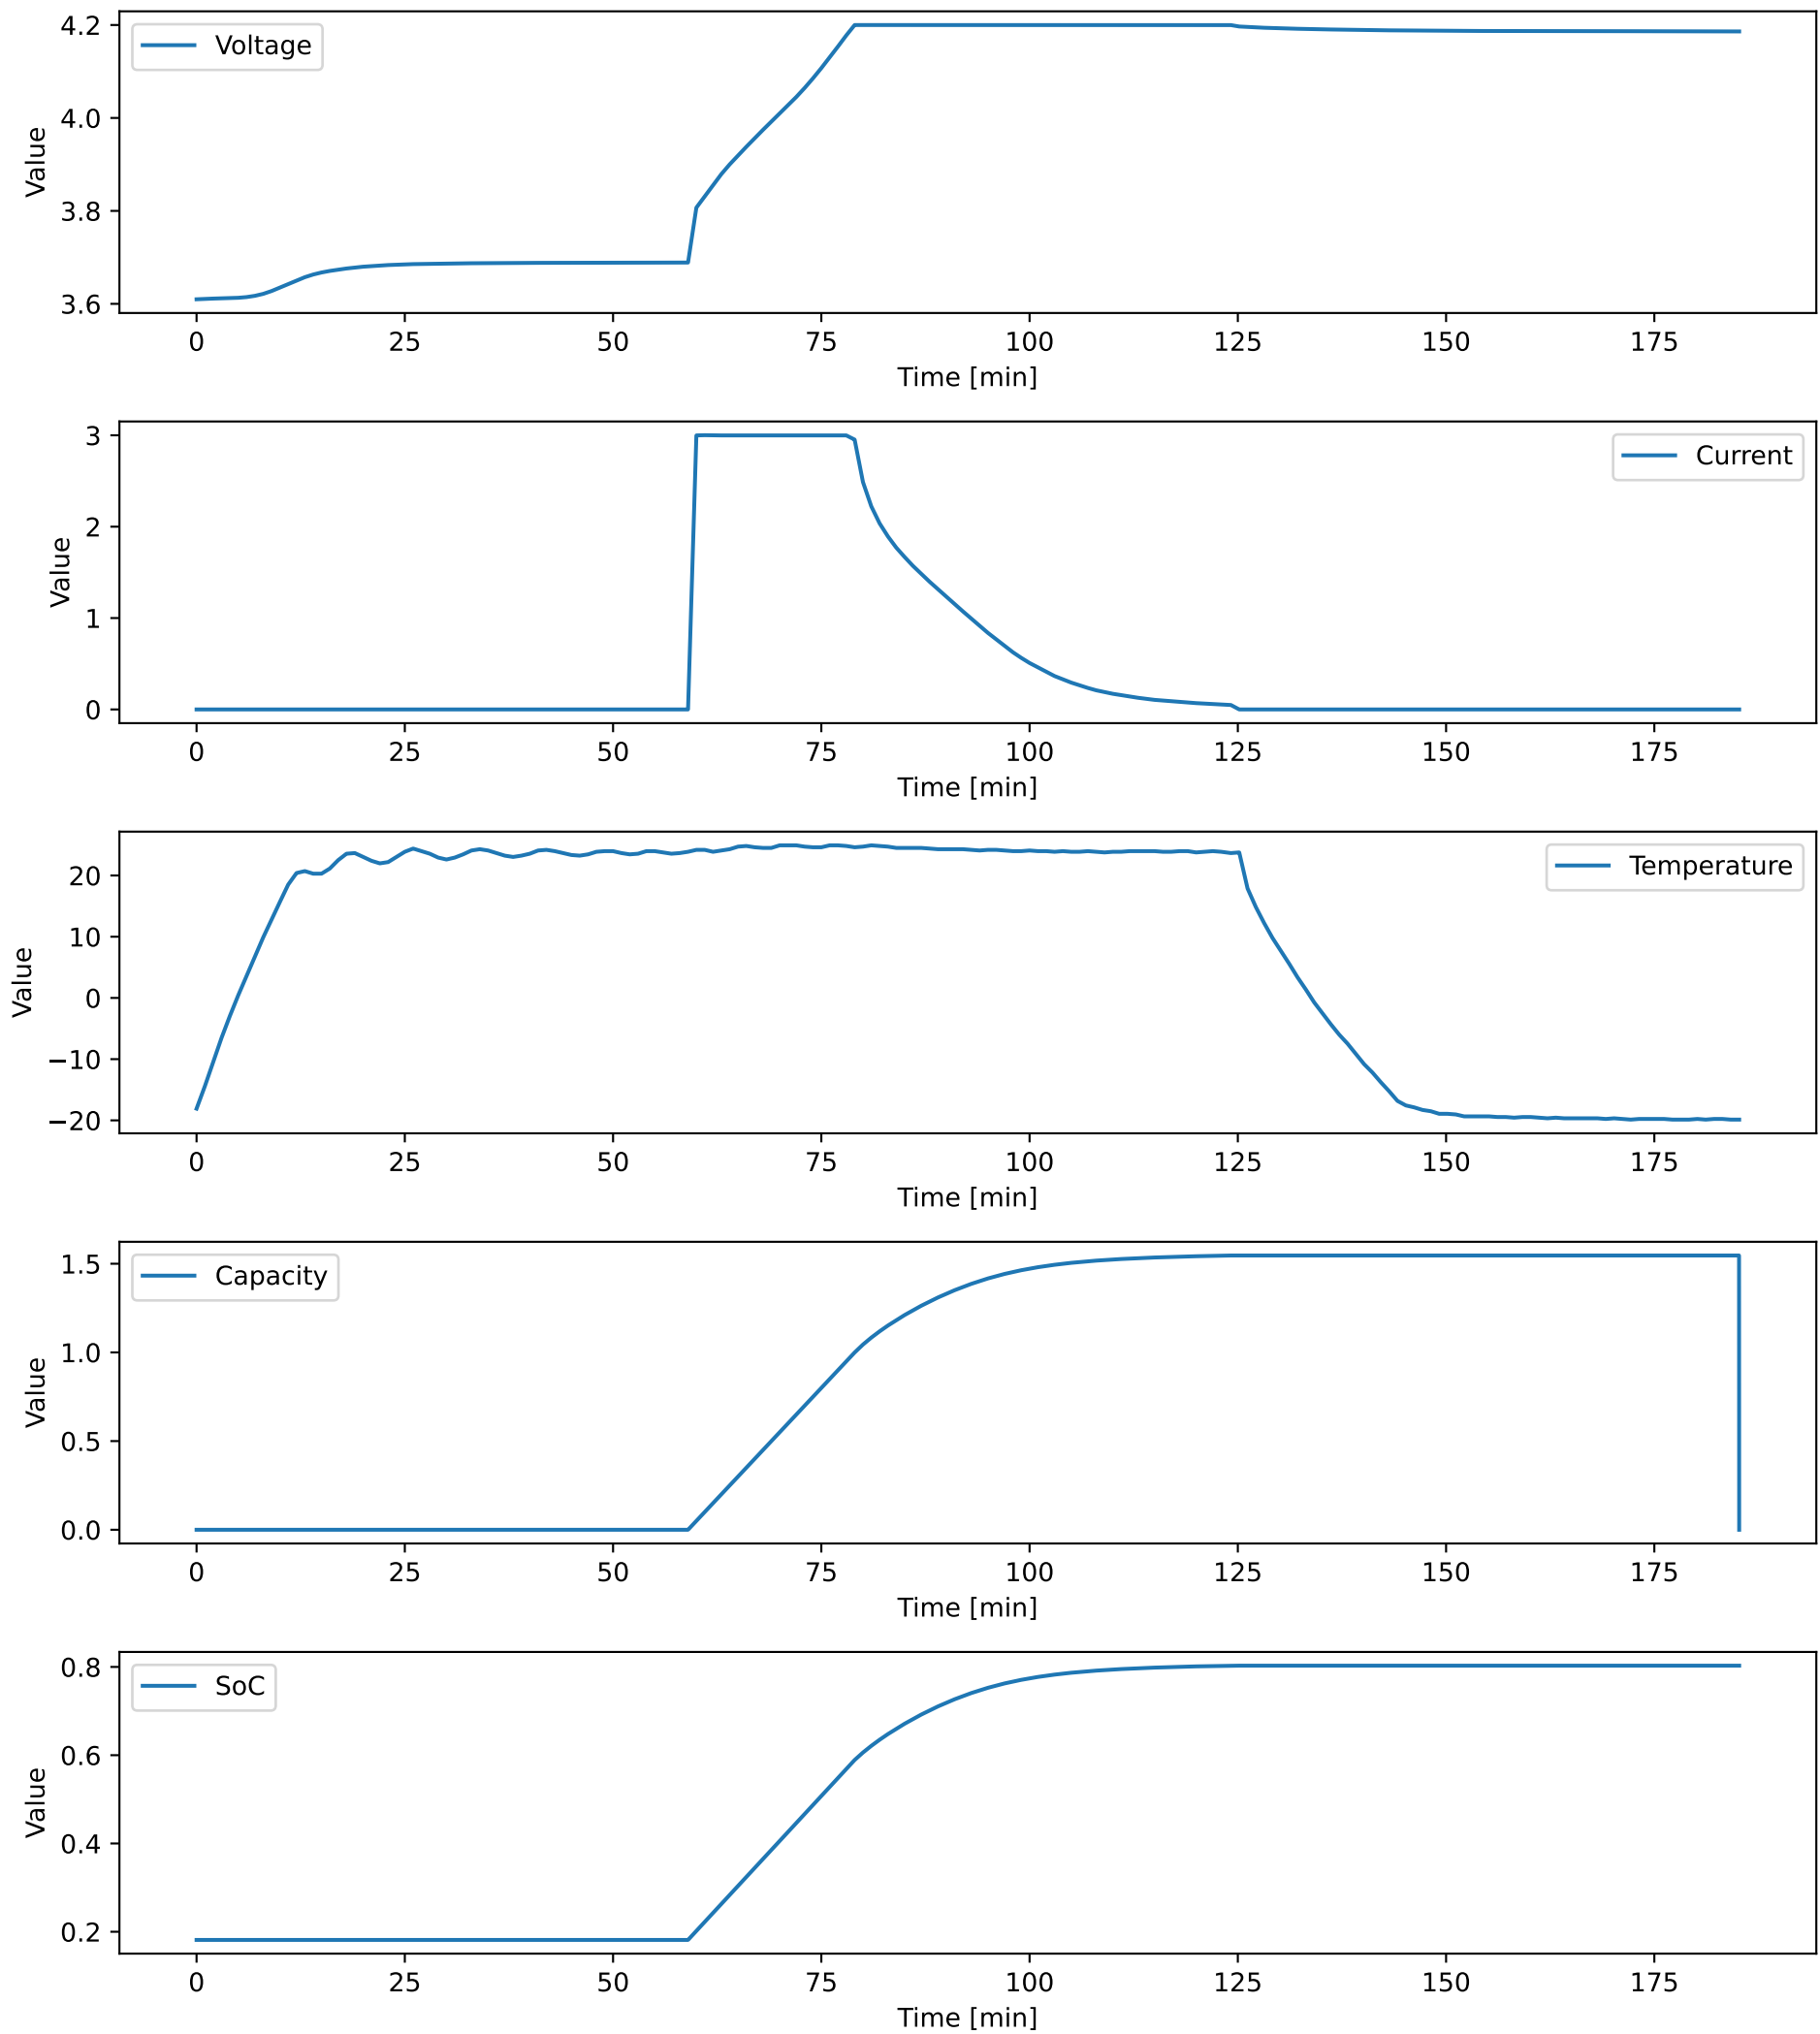 4.2
4.0
3.8
3.6
Value
Voltage
0 25 50 75 100 125 150 175
Time [min]
3
2
1
0
Value
Current
0 25 50 75 100 125 150 175
Time [min]
20
10
0
−10
−20
Value
Temperature
0 25 50 75 100 125 150 175
Time [min]
1.5
1.0
0.5
0.0
Value
Capacity
0 25 50 75 100 125 150 175
Time [min]
0.8
0.6
0.4
0.2
Value
SoC
0 25 50 75 100 125 150 175
Time [min]